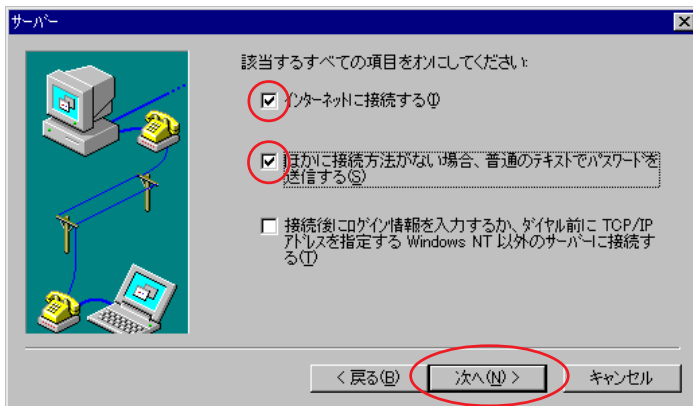 サーバー
該当するすべての項目をオンにしてください:
インターネットに接続する(I)
ほかに接続方法がない場合、普通のテキストでパスワードを
送信する(S)
接続後にログイン情報を入力するか、ダイヤル前に TCP/IP
アドレスを指定する Windows NT 以外のサーバーに接続す
る(T)
< 戻る(B)
次へ(N) >
キャンセル